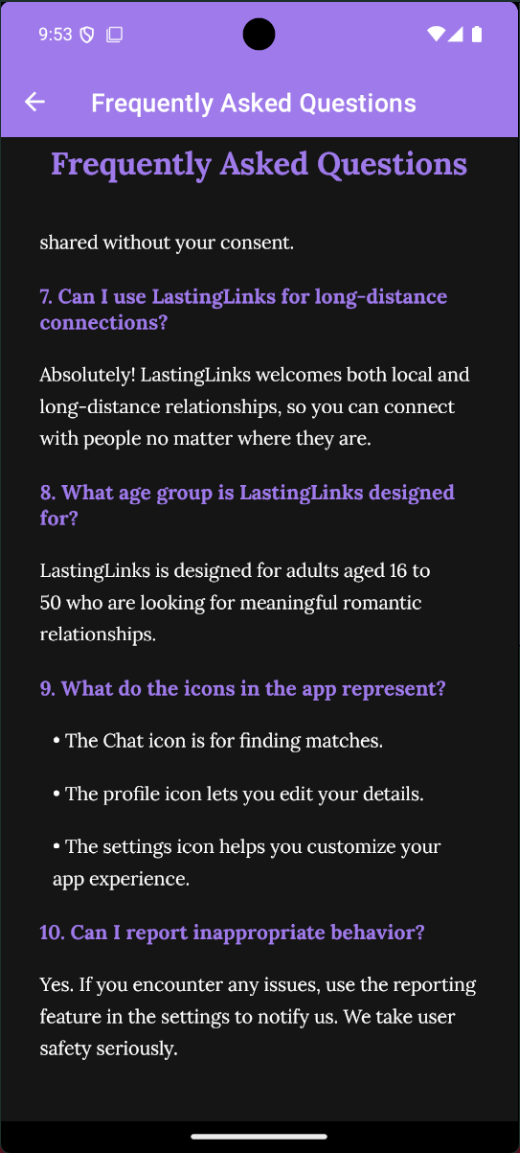 9:53
Frequently Asked Questions
Frequently Asked Questions
shared without your consent.
7. Can I use LastingLinks for long-distance
connections?
Absolutely! LastingLinks welcomes both local and
long-distance relationships, so you can connect
with people no matter where they are.
8. What age group is LastingLinks designed
for?
LastingLinks is designed for adults aged 16 to
50 who are looking for meaningful romantic
relationships.
9. What do the icons in the app represent?
• The Chat icon is for finding matches.
• The profile icon lets you edit your details.
• The settings icon helps you customize your
app experience.
10. Can I report inappropriate behavior?
Yes. If you encounter any issues, use the reporting
feature in the settings to notify us. We take user
safety seriously.